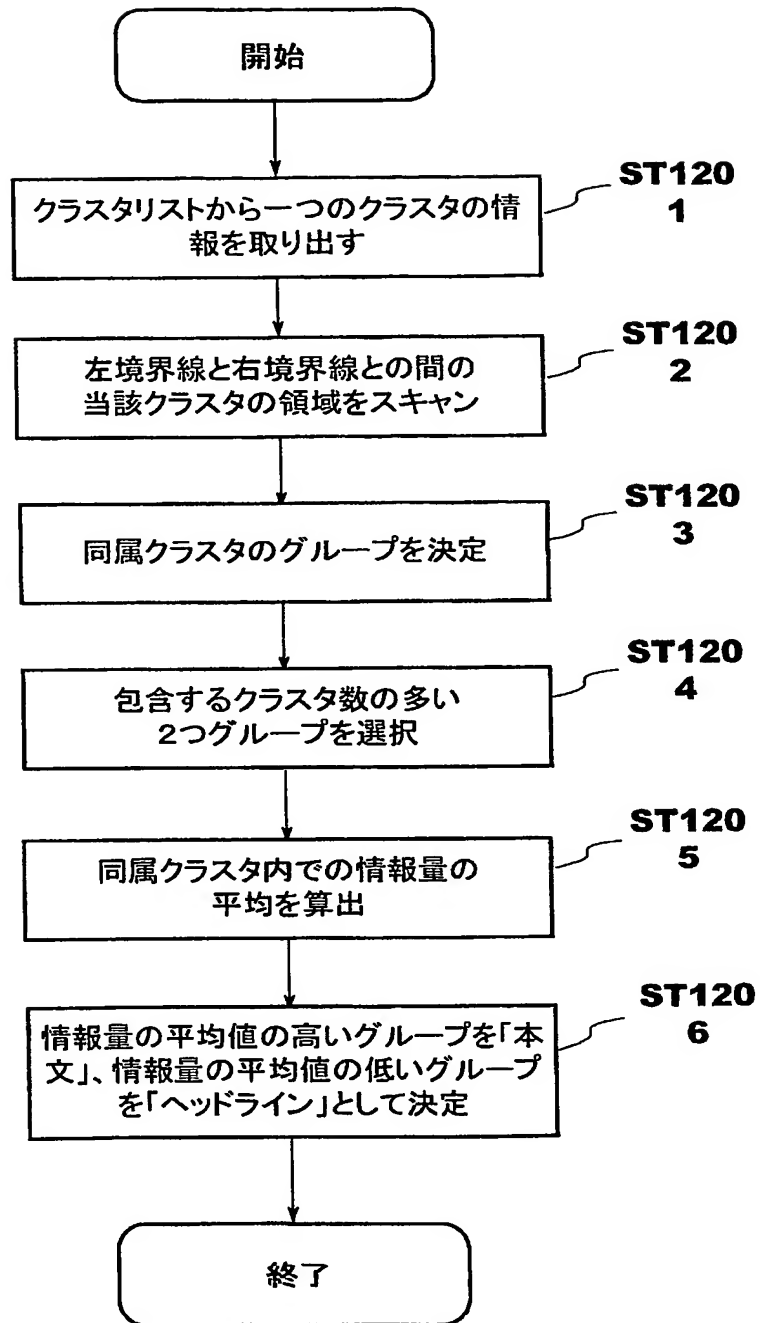 開始
クラスタリストから一つのクラスタの情
報を取り出す
ST120
1
左境界線と右境界線との間の
当該クラスタの領域をスキャン
ST120
2
同属クラスタのグループを決定
ST120
3
包含するクラスタ数の多い
2つグループを選択
ST120
4
同属クラスタ内での情報量の
平均を算出
ST120
5
情報量の平均値の高いグループを「本
文」、情報量の平均値の低いグループ
を「ヘッドライン」として決定
ST120
6
終了